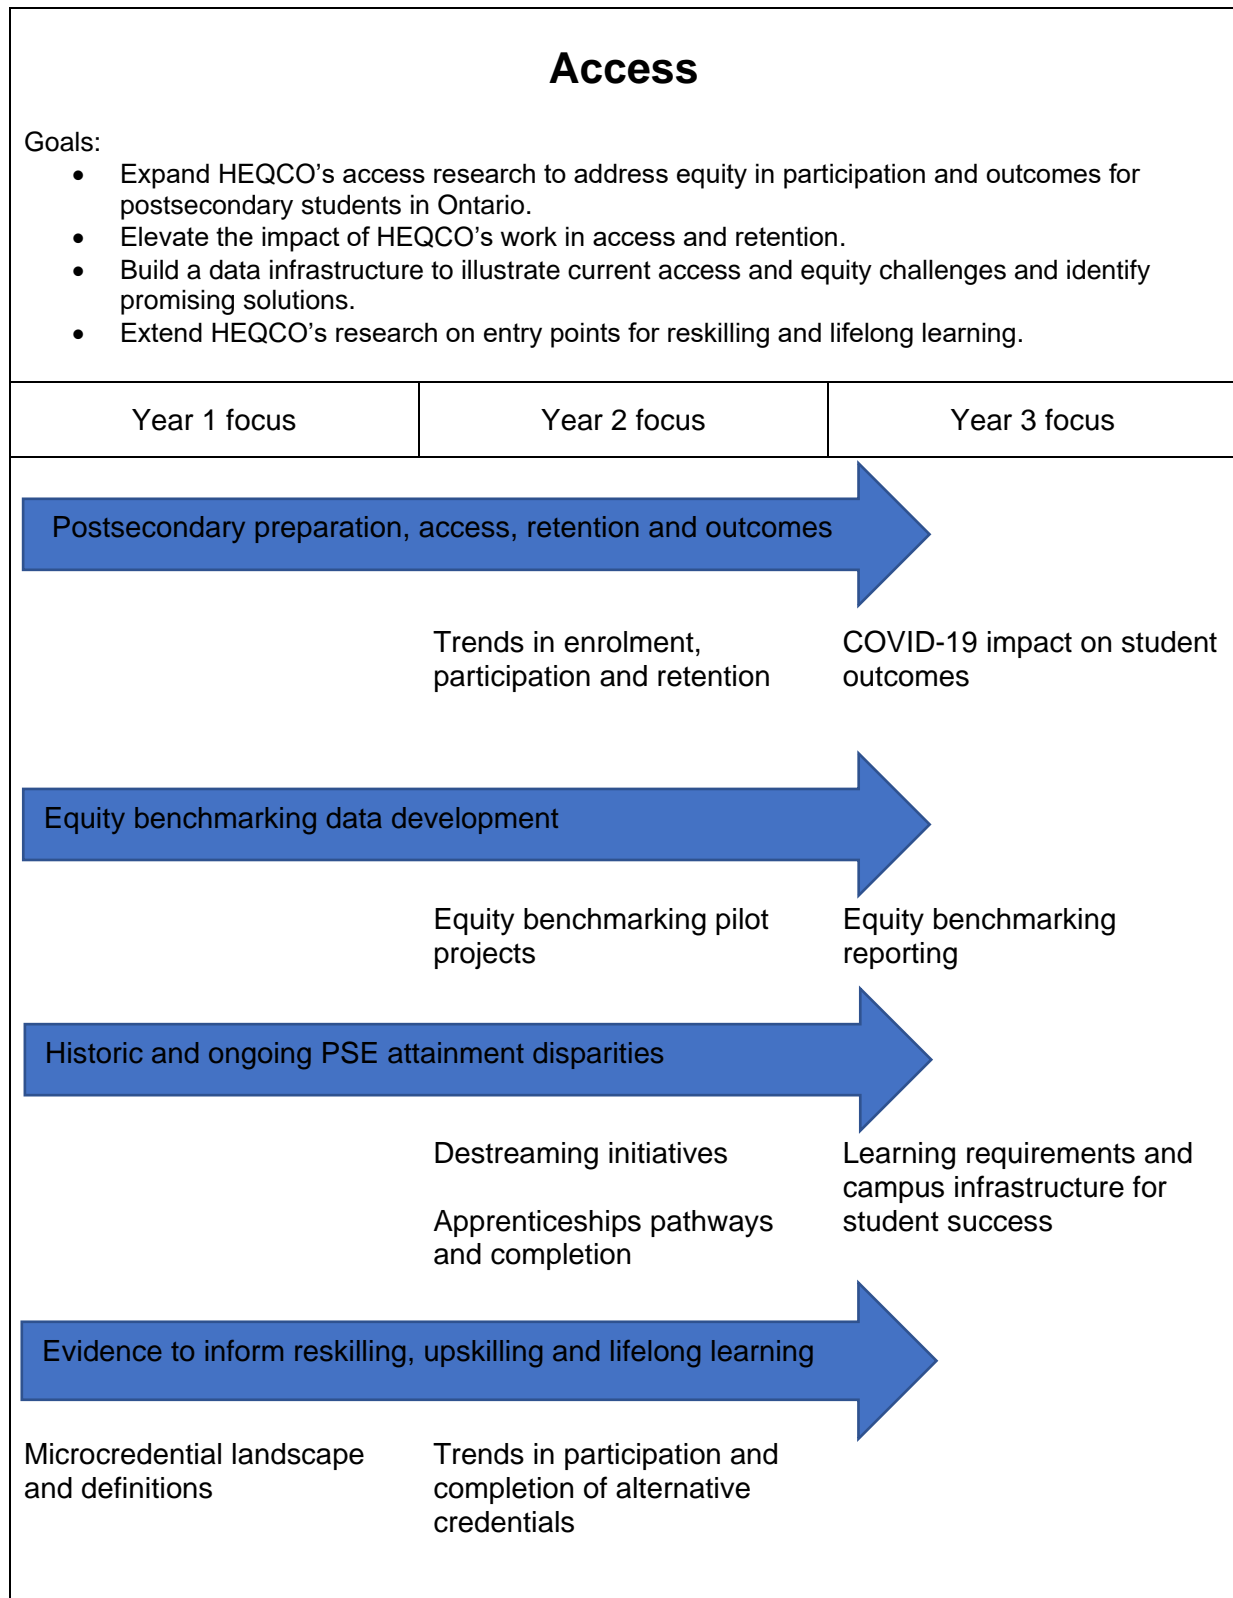 Access
Goals:
• Expand HEQCO's access research to address equity in participation and outcomes for
postsecondary students in Ontario.
• Elevate the impact of HEQCO's work in access and retention.
• Build a data infrastructure to illustrate current access and equity challenges and identify
promising solutions.
• Extend HEQCO's research on entry points for reskilling and lifelong learning.
Year 1 focus
Year 2 focus
Year 3 focus
Postsecondary preparation, access, retention and outcomes
Trends in enrolment,
participation and retention
COVID-19 impact on student
outcomes
Equity benchmarking data development
Equity benchmarking pilot
projects
Equity benchmarking
reporting
Historic and ongoing PSE attainment disparities
Destreaming initiatives
Apprenticeships pathways
and completion
Learning requirements and
campus infrastructure for
student success
Evidence to inform reskilling, upskilling and lifelong learning
Microcredential landscape
and definitions
Trends in participation and
completion of alternative
credentials